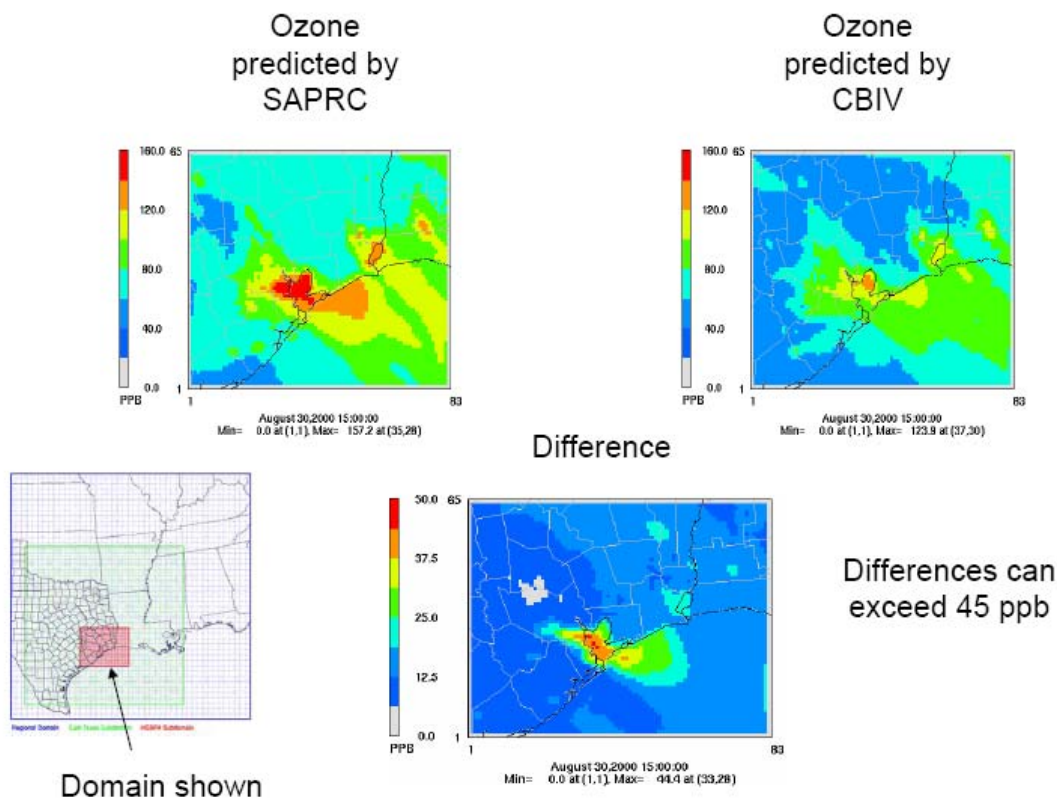 Ozone
predicted by
SAPRC
Ozone
predicted by
CBIV
160.0
120.0
80.0
40.0
0.0
PPB
65
1
1
83
August 30,2000 15:00:00
Min= 0.0 at (1,1), Max= 157.2 at (35,28)
160.0
120.0
80.0
40.0
0.0
PPB
65
1
1
83
August 30,2000 15:00:00
Min= 0.0 at (1,1), Max= 123.9 at (37,30)
Difference
50.0
37.5
25.0
12.5
0.0
PPB
65
1
1
83
August 30,2000 15:00:00
Min= 0.0 at (1,1), Max= 44.4 at (33,28)
Differences can
exceed 45 ppb
Regional Domain East Texas Subdomain Subdomain
Domain shown